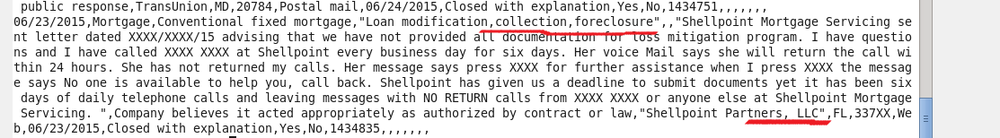 public response,TransUnion,MD,20784,Postal mail,06/24/2015,Closed with explanation,Yes,No,1434751,,,,,,,
06/23/2015,Mortgage,Conventional fixed mortgage,"Loan modification,collection,foreclosure",,"Shellpoint Mortgage Servicing se
nt letter dated XXXX/XXXX/15 advising that we have not provided all documentation for loss mitigation program. I have questio
ns and I have called XXXX XXXX at Shellpoint every business day for six days. Her voice Mail says she will return the call wi
thin 24 hours. She has not returned my calls. Her message says press XXXX for further assistance when I press XXXX the messag
e says No one is available to help you, call back. Shellpoint has given us a deadline to submit documents yet it has been six
days of daily telephone calls and leaving messages with NO RETURN calls from XXXX XXXX or anyone else at Shellpoint Mortgage
Servicing. ",Company believes it acted appropriately as authorized by contract or law,"Shellpoint Partners, LLC",FL,337XX,We
b,06/23/2015,Closed with explanation,Yes,No,1434835,,,,,,,